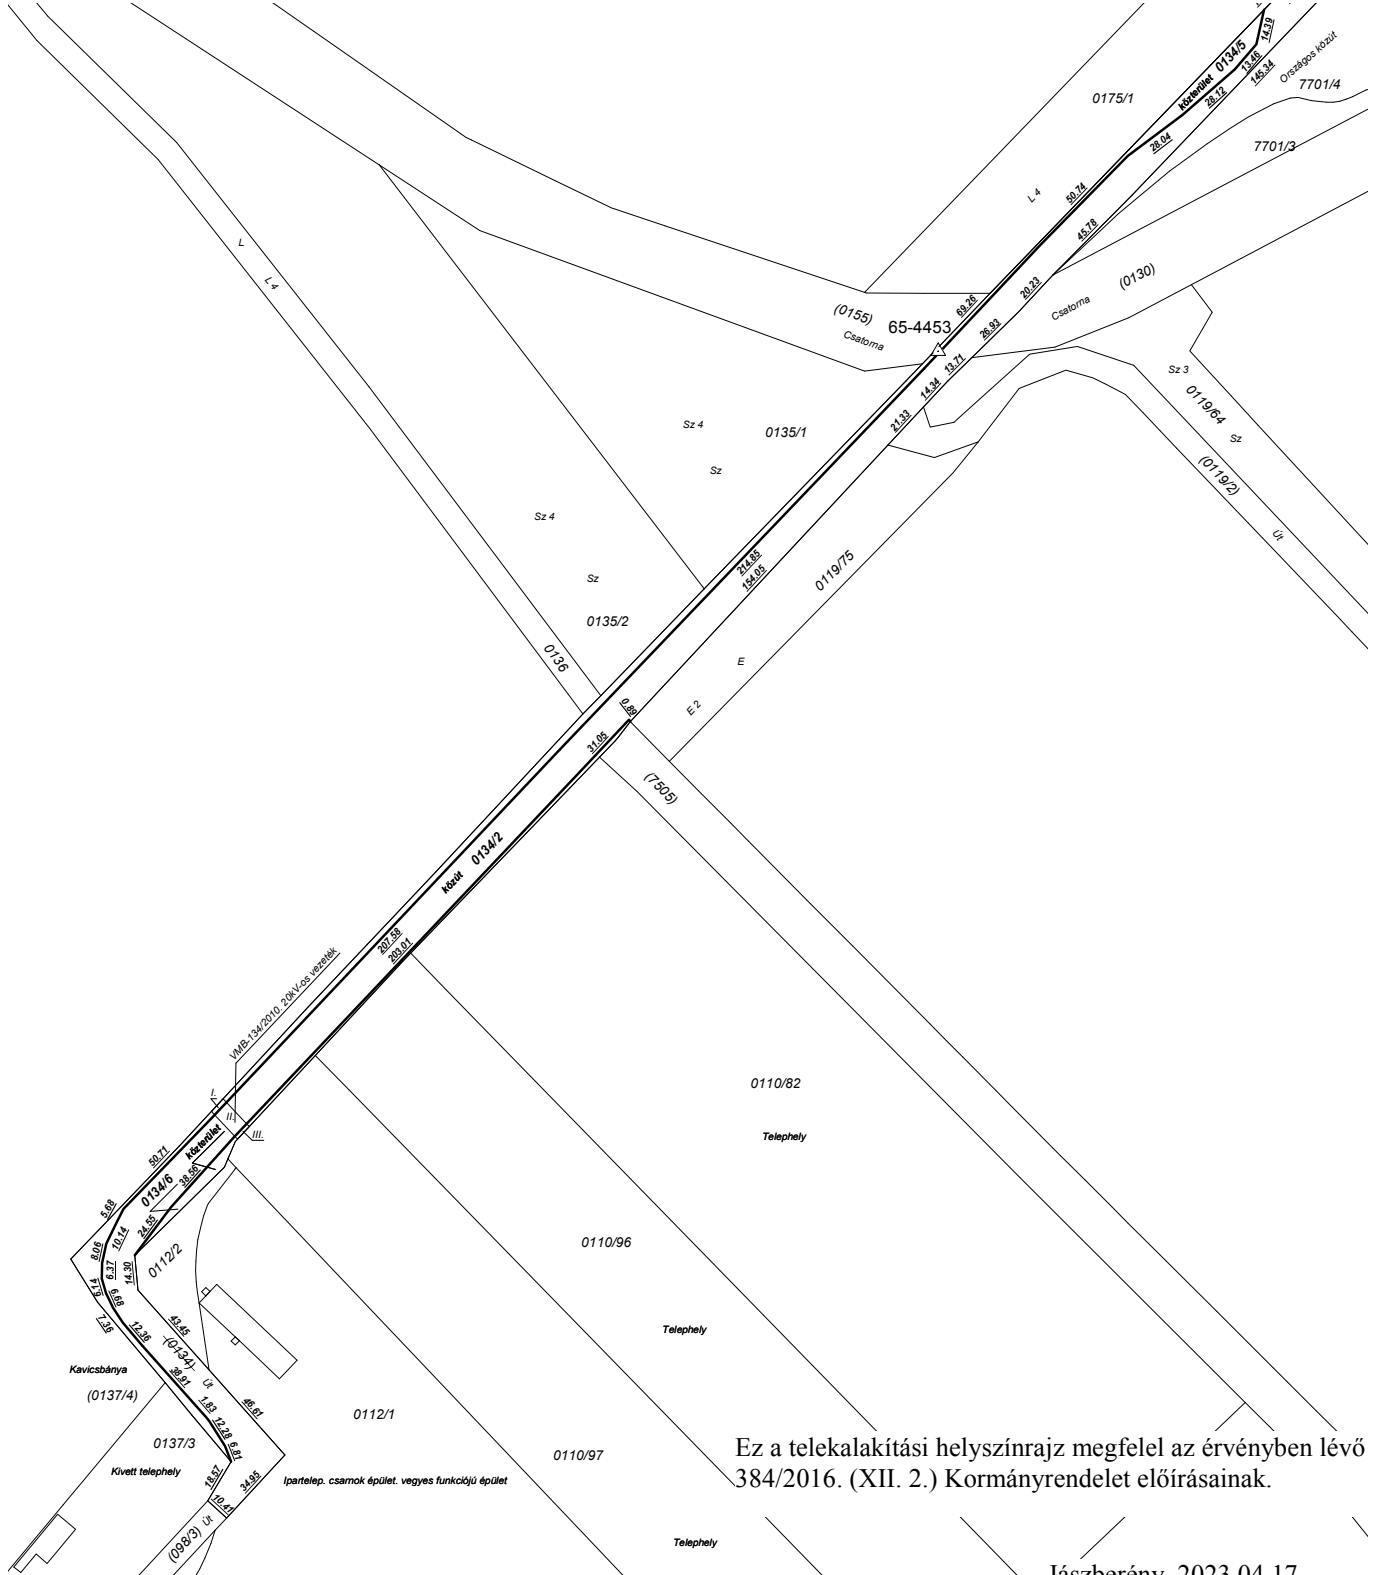 14.39
közterület 0134/5
13.46
145.34
Országos közút
7701/4
28.12
0175/1
28.04
7701/3
L 4
50.74
45.78
L
L 4
(0155)
Csatorna
65-4453
69.26
20.23
Csatorna
(0130)
26.93
13.71
14.34
21.33
Sz 3
0119/64
Sz
(0119/2)
Út
Sz 4
0135/1
Sz
Sz 4
Sz
0135/2
214.85
154.05
0119/75
0136
E
E 2
0.89
31.05
(7505)
közút 0134/2
207.58
203.01
VMB-134/2010. 20kV-os vezeték
I.
II.
III.
0110/82
Telephely
50.71
közterület
0134/6
38.56
5.68
10.14
24.55
8.06
6.37
14.30
0112/2
6.14
6.68
7.36
12.36
43.45
(0134)
Út
38.91
1.83
12.28
6.81
46.61
Kavicsbánya
(0137/4)
0137/3
Kivett telephely
18.57
10.41
34.95
(098/3) Út
0112/1
Ipartelep. csarnok épület. vegyes funkciójú épület
0110/96
Telephely
0110/97
Telephely
Ez a telekalakítási helyszínrajz megfelel az érvényben lévő
384/2016. (XII. 2.) Kormányrendelet előírásainak.
Jászberény, 2023.04.17.